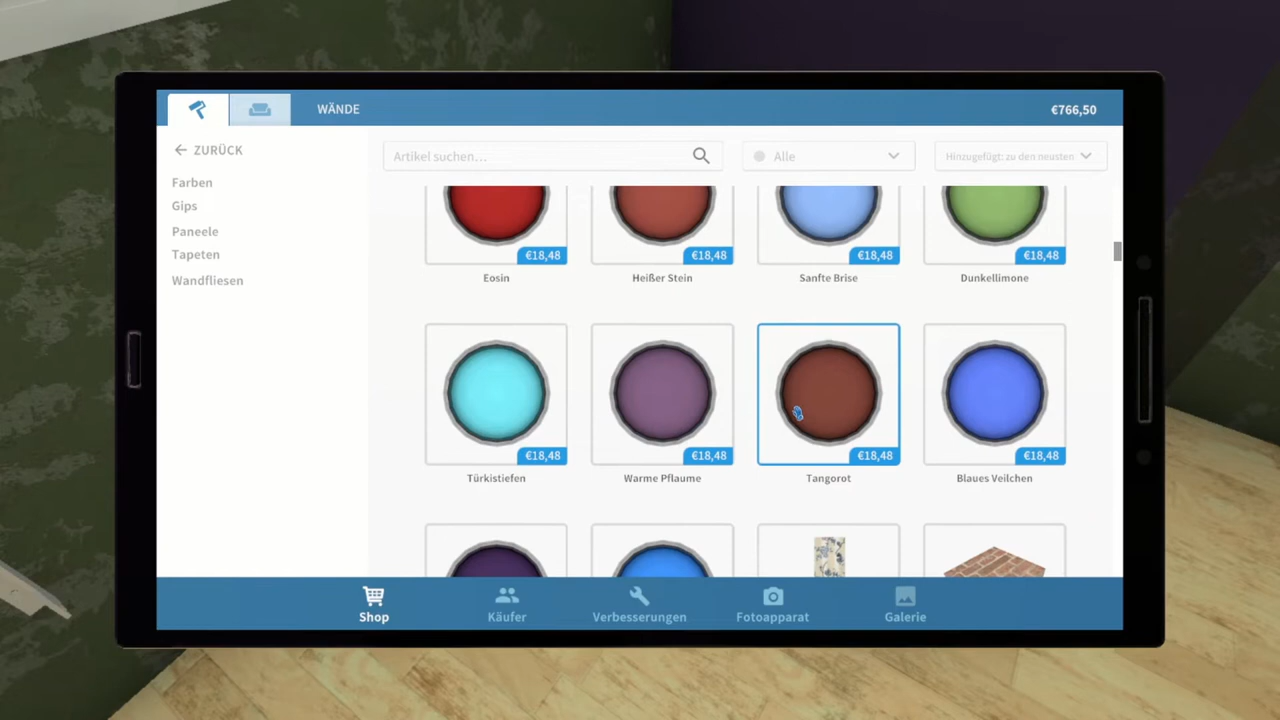 WÄNDE
€766,50
ZURÜCK
Artikel suchen...
Alle
Hinzugefügt: zu den neusten
Farben
Gips
Paneele
Tapeten
Wandfliesen
€18,48
€18,48
€18,48
€18,48
Eosin
Heißer Stein
Sanfte Brise
Dunkellimone
€18,48
€18,48
€18,48
€18,48
Türkistiefen
Warme Pflaume
Tangorot
Blaues Veilchen
Shop
Käufer
Verbesserungen
Fotoapparat
Galerie